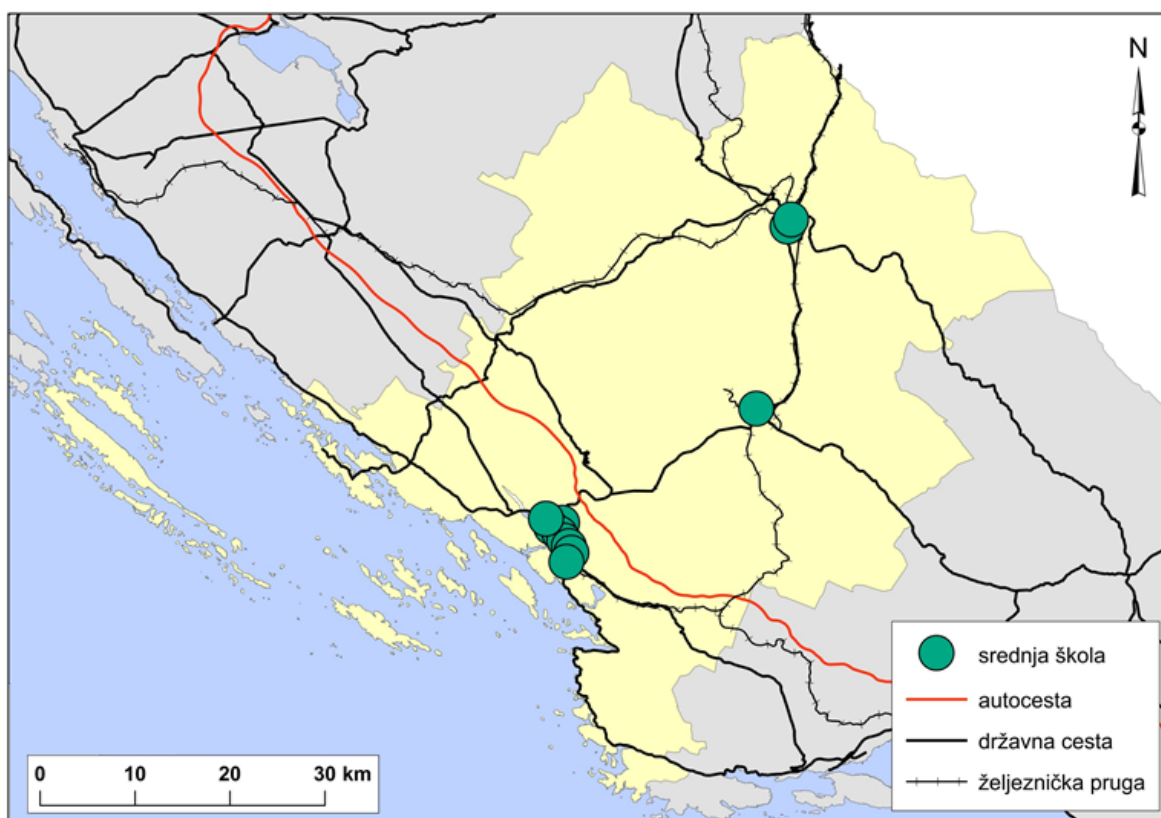 N
srednja škola
autocesta
državna cesta
željeznička pruga
0 10 20 30 km